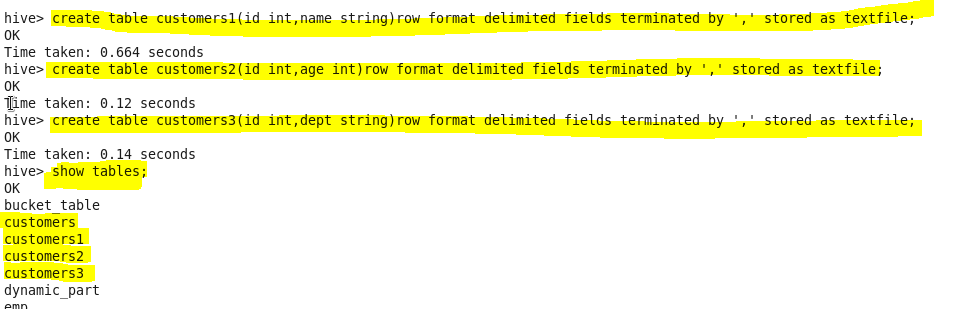 hive> create table customers1(id int,name string)row format delimited fields terminated by ',' stored as textfile;
OK
Time taken: 0.664 seconds
hive> create table customers2(id int,age int)row format delimited fields terminated by ',' stored as textfile;
OK
Time taken: 0.12 seconds
hive> create table customers3(id int,dept string)row format delimited fields terminated by ',' stored as textfile;
OK
Time taken: 0.14 seconds
hive> show tables;
OK
bucket_table
customers
customers1
customers2
customers3
dynamic_part
emp